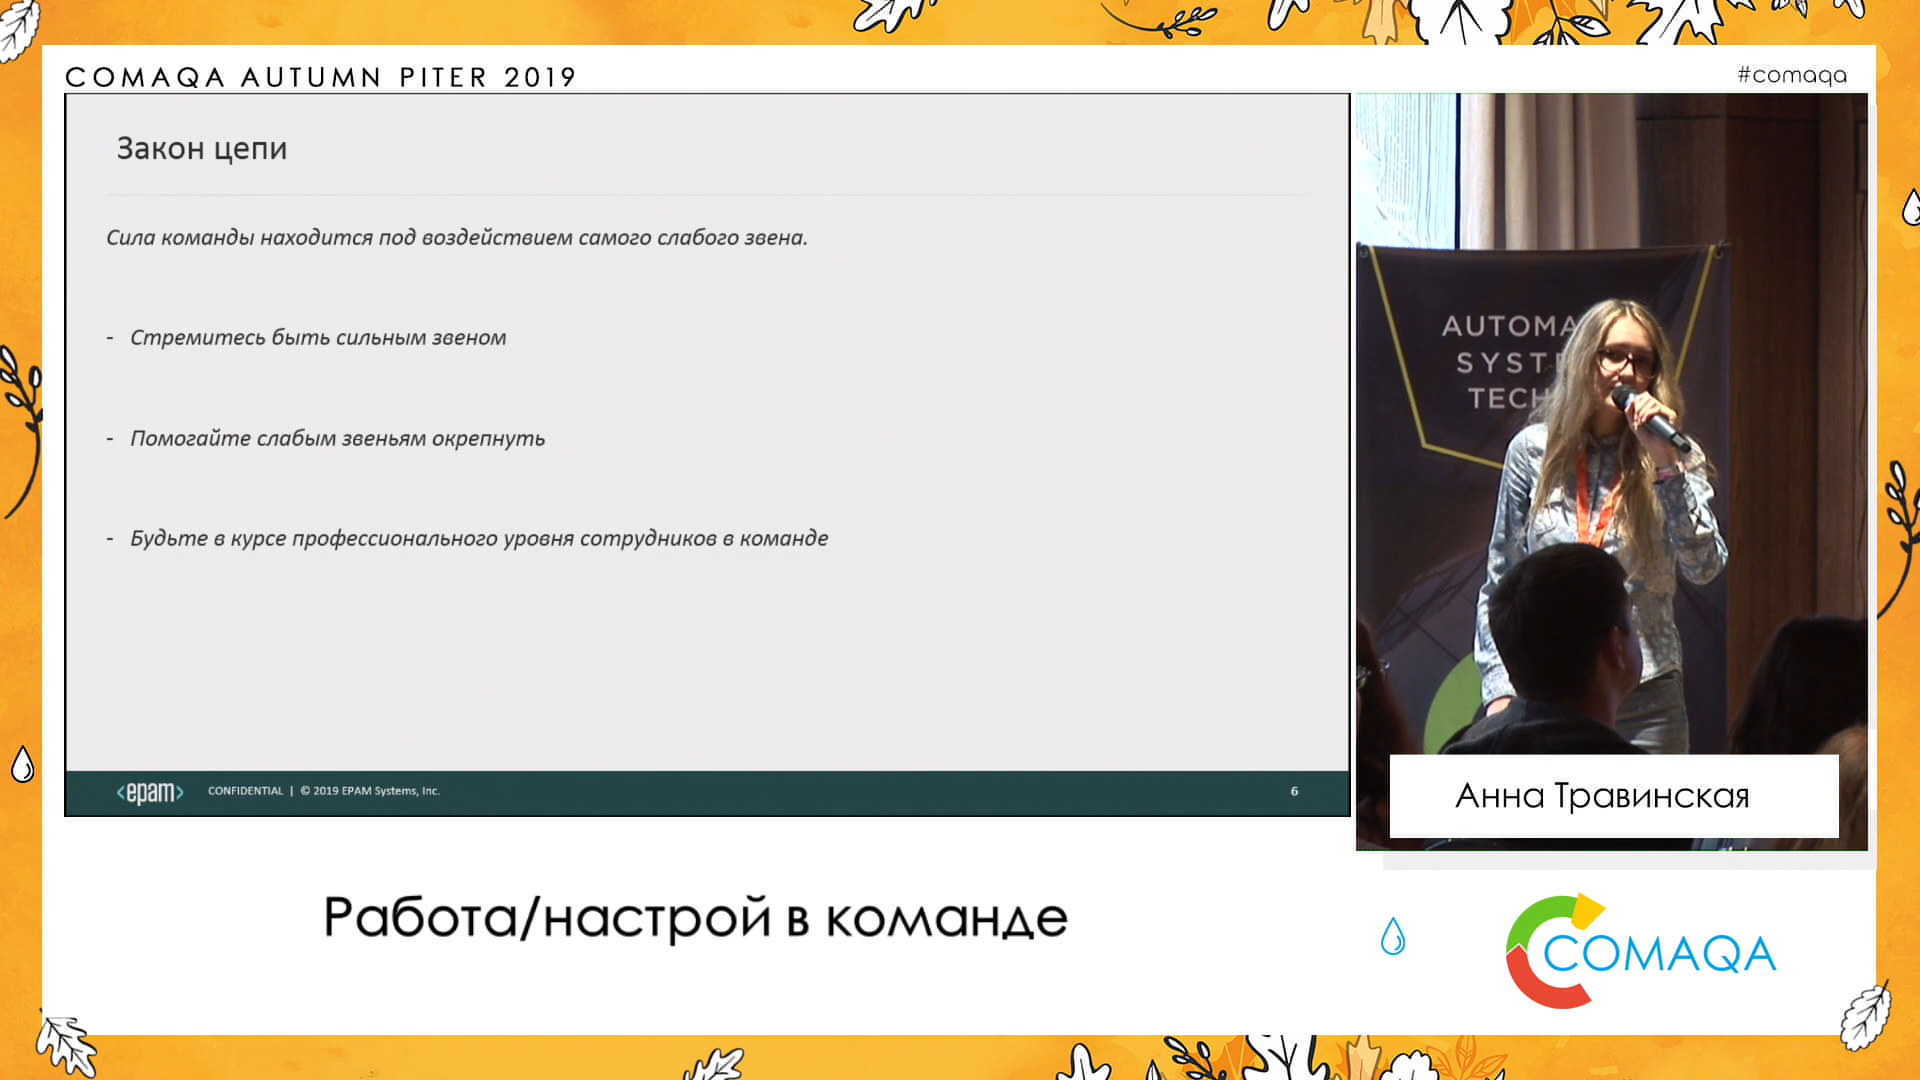 COMAQA AUTUMN PITER 2019
#comaqa
Закон цепи
Сила команды находится под воздействием самого слабого звена.
- Стремитесь быть сильным звеном
- Помогайте слабым звеньям окрепнуть
- Будьте в курсе профессионального уровня сотрудников в команде
<epam> CONFIDENTIAL | © 2019 EPAM Systems, Inc. 6
AUTOMA
SYST
TECH
Анна Травинская
Работа/настрой в команде
COMAQA